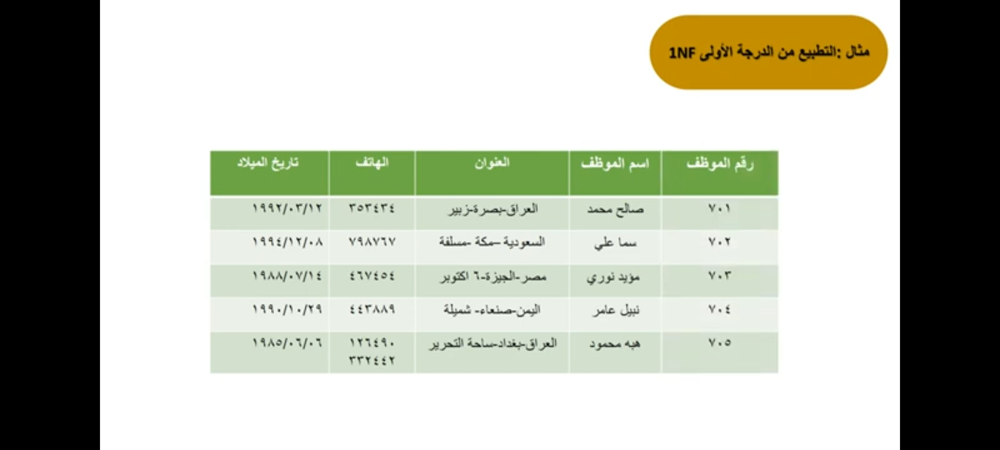 مثال :التطبيع من الدرجة الأولى 1NF
رقم الموظف اسم الموظف العنوان الهاتف تاريخ الميلاد
٧٠١ صالح محمد العراق-بصرة-زبير ٣٥٣٤٣٤ ١٩٩٢/٠٣/١٢
٧٠٢ سما علي السعودية –مكة -مسلفة ٧٩٨٧٦٧ ١٩٩٤/١٢/٠٨
٧٠٣ مؤيد نوري مصر-الجيزة-٦ اكتوبر ٤٦٧٤٥٤ ١٩٨٨/٠٧/١٤
٧٠٤ نبيل عامر اليمن-صنعاء- شميلة ٤٤٣٨٨٩ ١٩٩٠/١٠/٢٩
٧٠٥ هبه محمود العراق-بغداد-ساحة التحرير ١٢٦٤٩٠ ١٩٨٥/٠٦/٠٦
٣٣٢٤٤٢